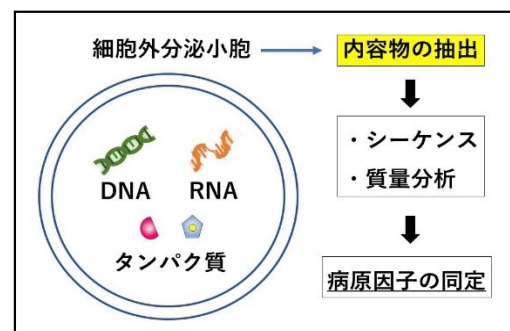 細胞外分泌小胞
内容物の抽出
DNA
RNA
タンパク質
・シーケンス
・質量分析
病原因子の同定